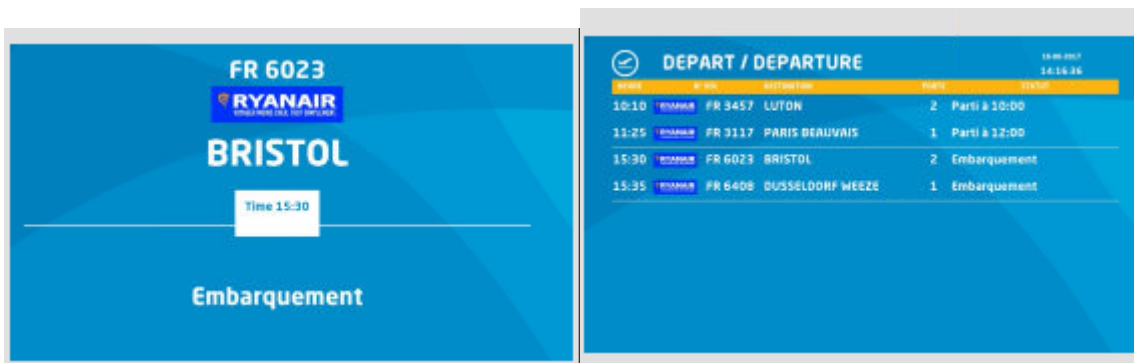 FR 6023
RYANAIR
BRISTOL
Time 15:30
Embarquement
DEPART / DEPARTURE
14:16:36
10:10 RYANAIR FR 3457 LUTON 2 Parti à 10:00
11:25 RYANAIR FR 3117 PARIS BEAUVAIS 1 Parti à 12:00
15:30 RYANAIR FR 6023 BRISTOL 2 Embarquement
15:35 RYANAIR FR 6408 DUSSELDORF WEEZE 1 Embarquement